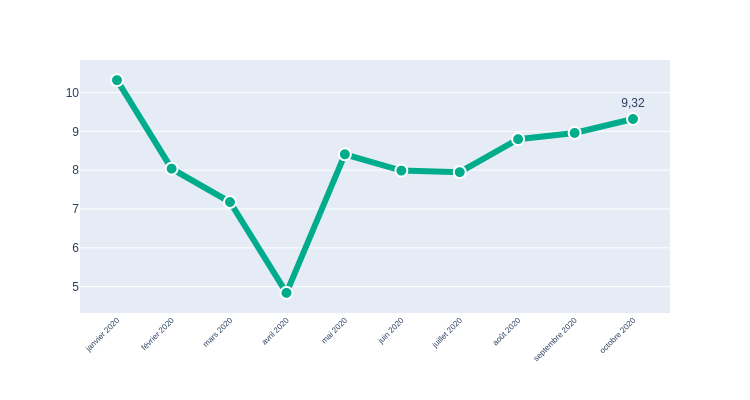 10
9
8
7
6
5
9,32
janvier 2020
février 2020
mars 2020
avril 2020
mai 2020
juin 2020
juillet 2020
août 2020
septembre 2020
octobre 2020